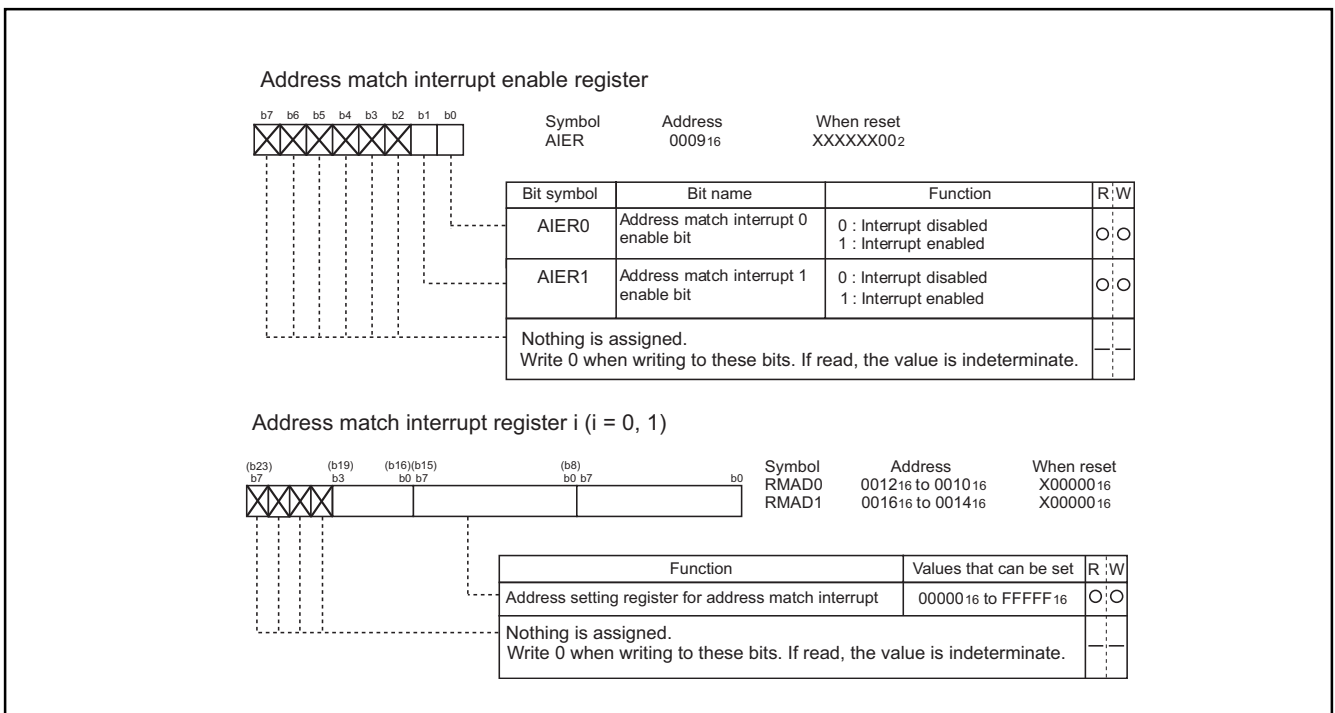 Address match interrupt enable register
b7 b6 b5 b4 b3 b2 b1 b0
Symbol Address When reset
AIER 000916 XXXXXX002
Bit symbol Bit name Function R W
AIER0 Address match interrupt 0 enable bit 0 : Interrupt disabled
1 : Interrupt enabled
AIER1 Address match interrupt 1 enable bit 0 : Interrupt disabled
1 : Interrupt enabled
Nothing is assigned.
Write 0 when writing to these bits. If read, the value is indeterminate.
Address match interrupt register i (i = 0, 1)
(b23) (b19) (b16)(b15) (b8)
b7 b3 b0 b7 b0 b7 b0
Symbol Address When reset
RMAD0 001216 to 001016 X0000016
RMAD1 001616 to 001416 X0000016
Function Values that can be set R W
Address setting register for address match interrupt 0000016 to FFFFF16
Nothing is assigned.
Write 0 when writing to these bits. If read, the value is indeterminate.